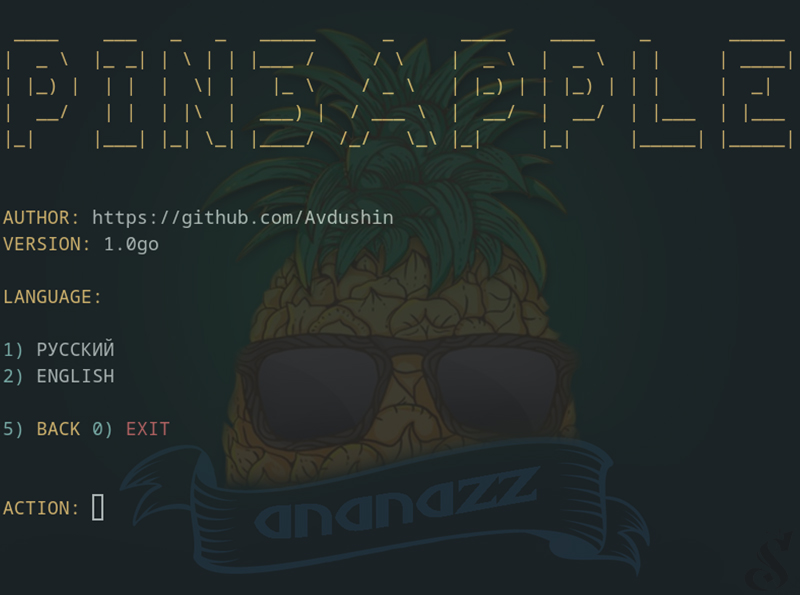 PIN3APPLE
AUTHOR: https://github.com/Avdushin
VERSION: 1.0go
LANGUAGE:
1) РУССКИЙ
2) ENGLISH
5) BACK 0) EXIT
ananazz
ACTION: